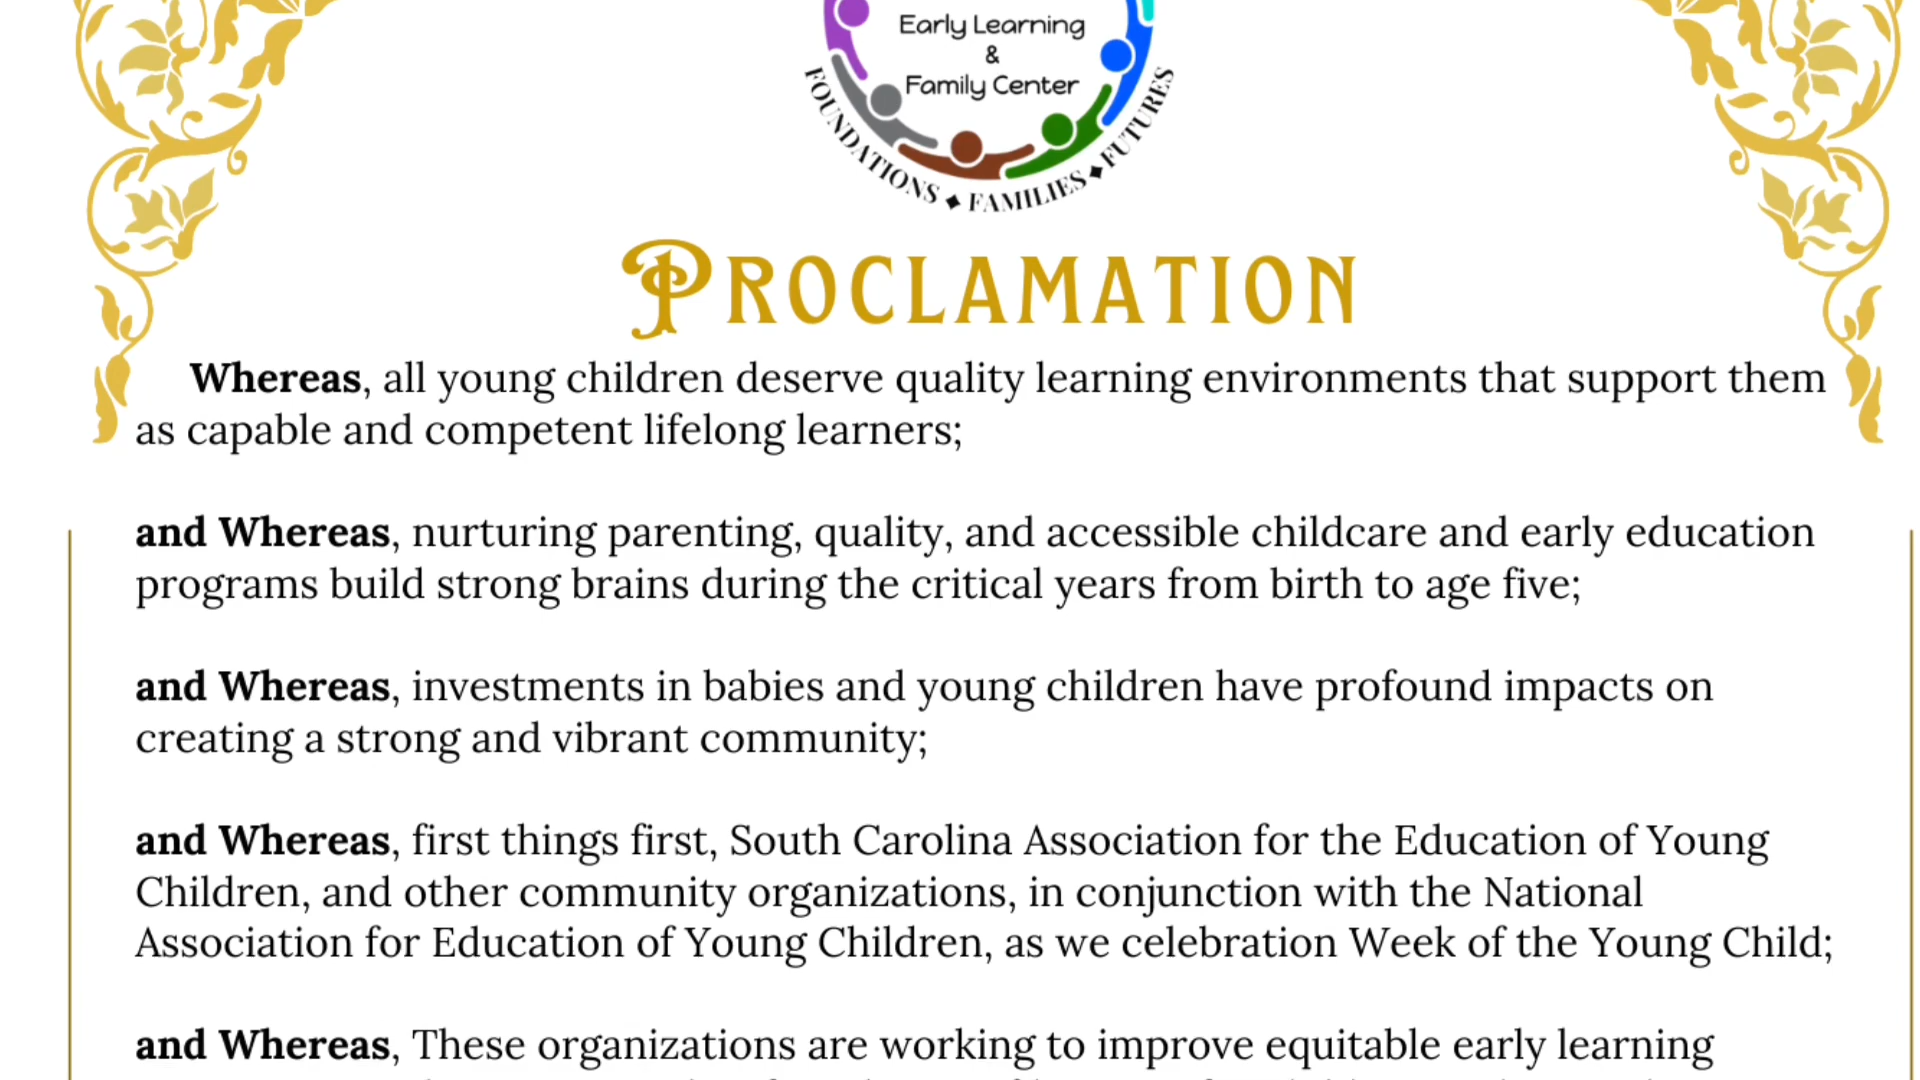 Early Learning
&
Family Center
FOUNDATIONS ◆ FAMILIES ◆ FUTURES
PROCLAMATION
Whereas, all young children deserve quality learning environments that support them
as capable and competent lifelong learners;
and Whereas, nurturing parenting, quality, and accessible childcare and early education
programs build strong brains during the critical years from birth to age five;
and Whereas, investments in babies and young children have profound impacts on
creating a strong and vibrant community;
and Whereas, first things first, South Carolina Association for the Education of Young
Children, and other community organizations, in conjunction with the National
Association for Education of Young Children, as we celebration Week of the Young Child;
and Whereas, These organizations are working to improve equitable early learning